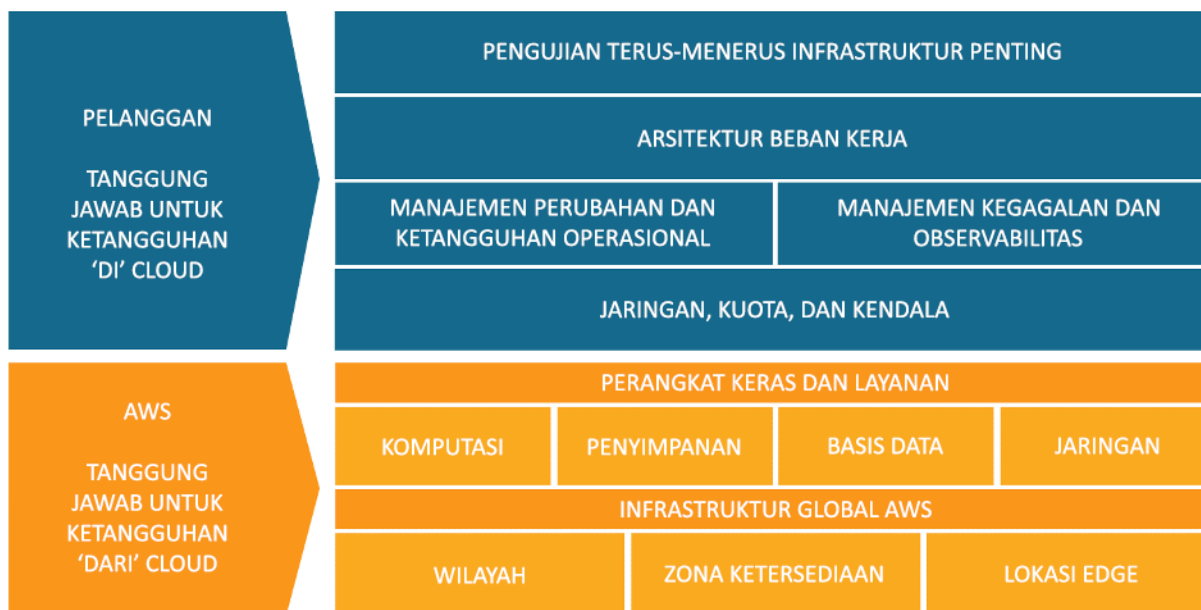 PELANGGAN
TANGGUNG
JAWAB UNTUK
KETANGGUHAN
‘DI’ CLOUD
PENGUJIAN TERUS-MENERUS INFRASTRUKTUR PENTING
ARSITEKTUR BEBAN KERJA
MANAJEMEN PERUBAHAN DAN
KETANGGUHAN OPERASIONAL
MANAJEMEN KEGAGALAN DAN
OBSERVABILITAS
JARINGAN, KUOTA, DAN KENDALA
AWS
TANGGUNG
JAWAB UNTUK
KETANGGUHAN
‘DARI’ CLOUD
PERANGKAT KERAS DAN LAYANAN
KOMPUTASI
PENYIMPANAN
BASIS DATA
JARINGAN
INFRASTRUKTUR GLOBAL AWS
WILAYAH
ZONA KETERSEDIAAN
LOKASI EDGE